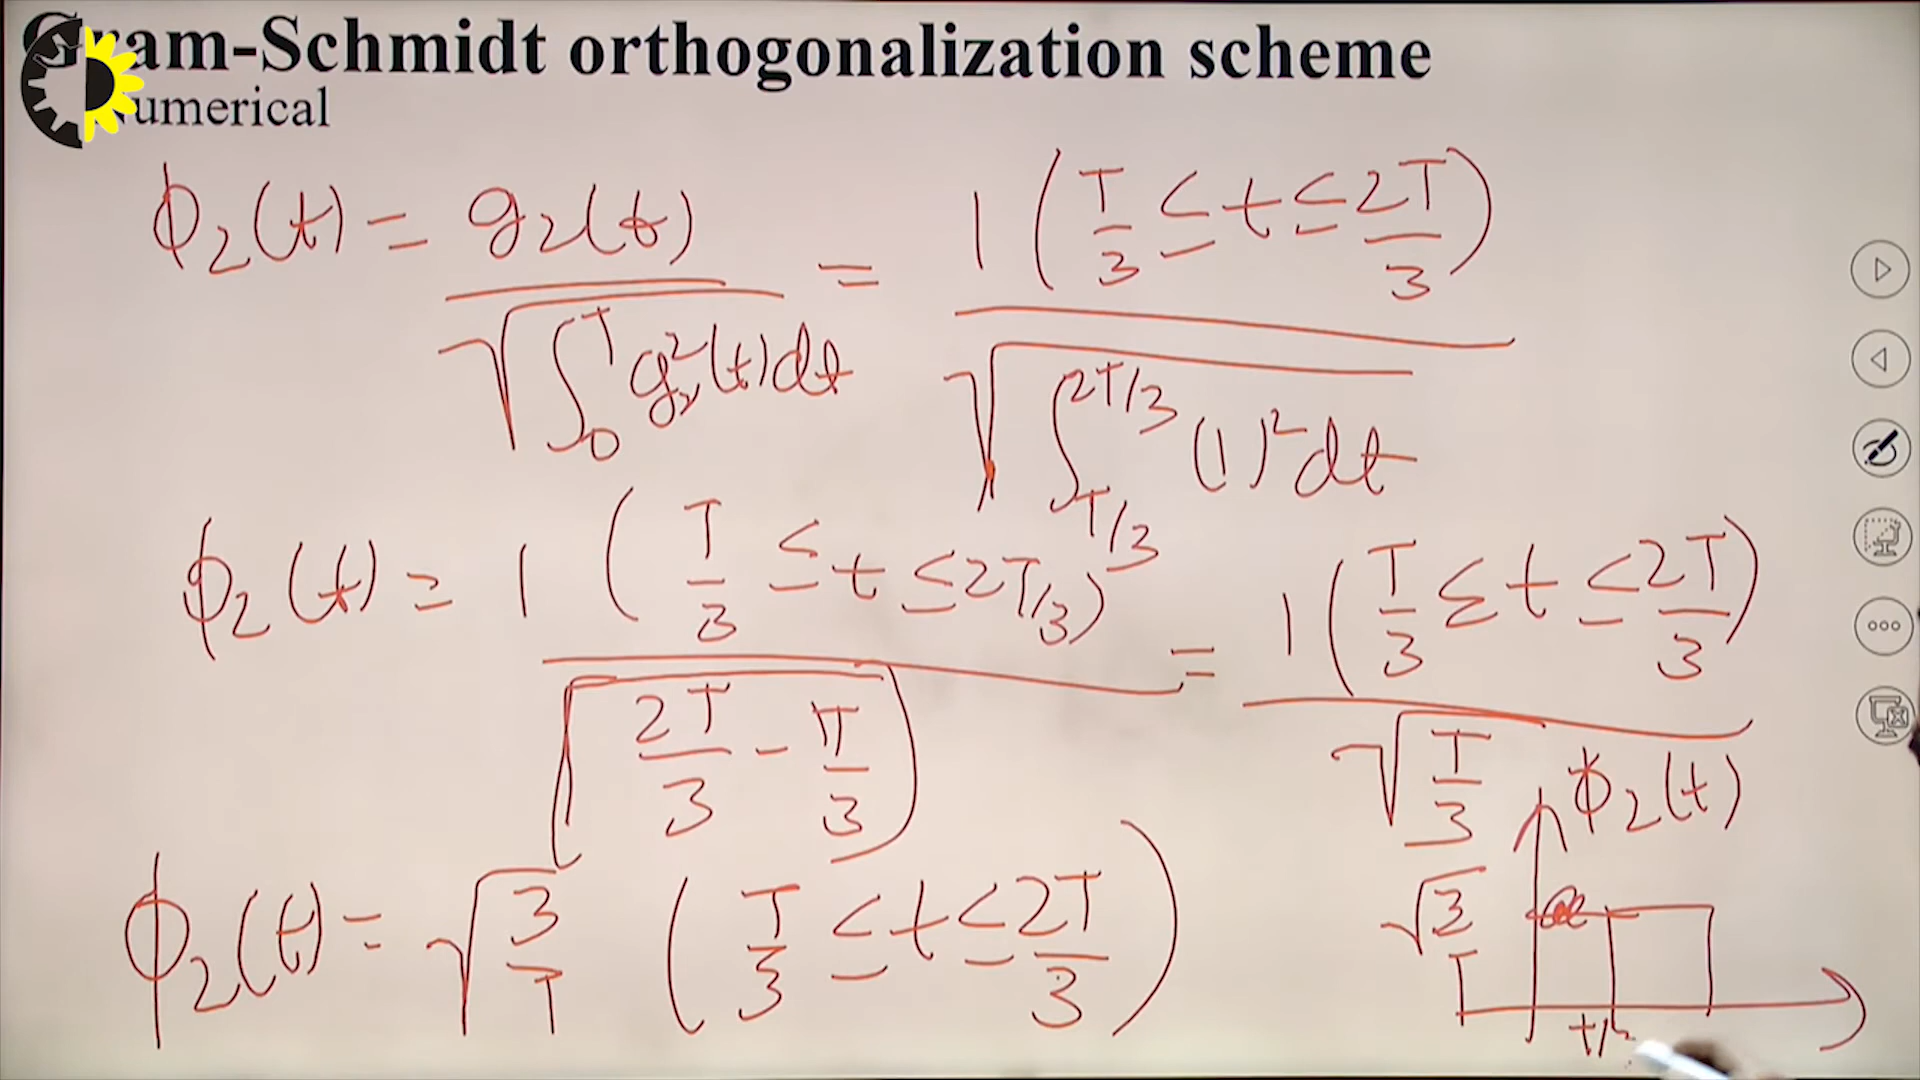 Gram-Schmidt orthogonalization scheme
Numerical
ϕ₂(t) = g₂(t) / √(∫₀ᵀ g₂²(t)dt) = 1 (T/3 ≤ t ≤ 2T/3) / √(∫_{T/3}^{2T/3} (1)² dt)
ϕ₂(t) = 1 (T/3 ≤ t ≤ 2T/3) / √(2T/3 - T/3) = 1 (T/3 ≤ t ≤ 2T/3) / √(T/3)
ϕ₂(t)
ϕ₂(t) = √(3/T) (T/3 ≤ t ≤ 2T/3)
√3/T